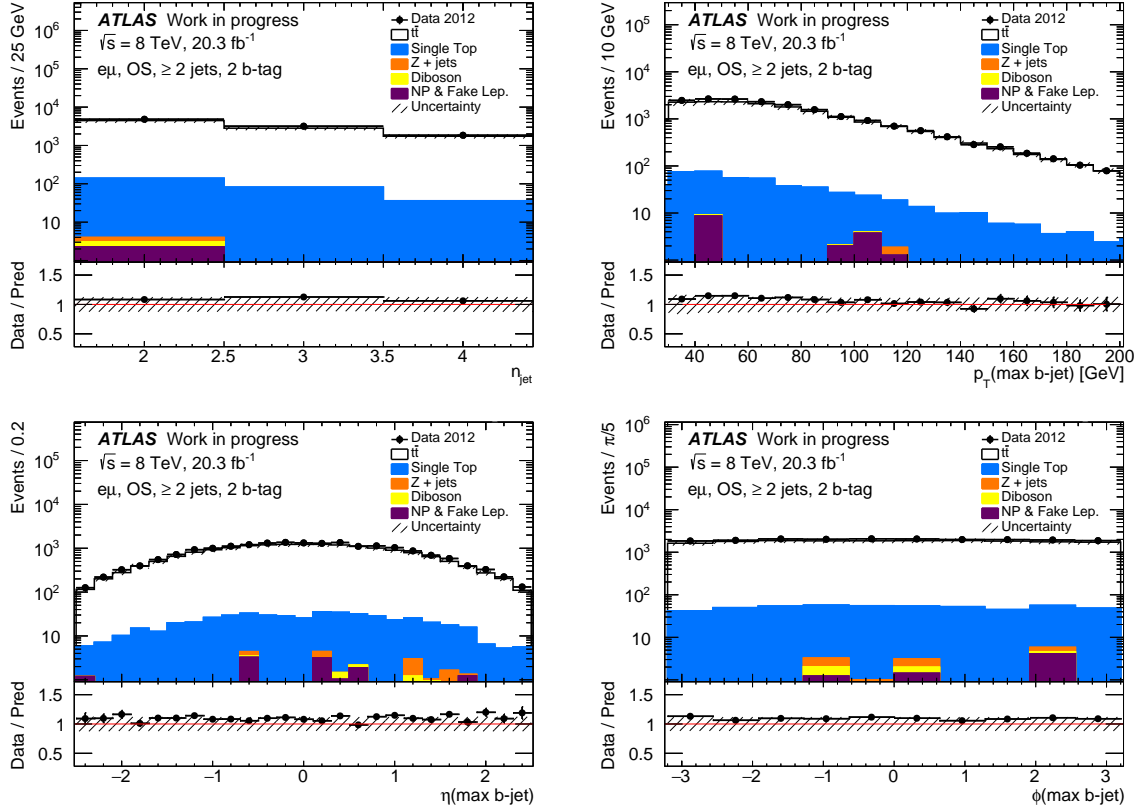 ATLAS Work in progress
√s = 8 TeV, 20.3 fb⁻¹
eμ, OS, ≥ 2 jets, 2 b-tag
Data 2012
tt̄
Single Top
Z + jets
Diboson
NP & Fake Lep.
Uncertainty
Events / 25 GeV
10⁶
10⁵
10⁴
10³
10²
10
Data / Pred
1.5
1
0.5
2 2.5 3 3.5 4
n_jet
ATLAS Work in progress
√s = 8 TeV, 20.3 fb⁻¹
eμ, OS, ≥ 2 jets, 2 b-tag
Data 2012
tt̄
Single Top
Z + jets
Diboson
NP & Fake Lep.
Uncertainty
Events / 10 GeV
10⁵
10⁴
10³
10²
10
1
Data / Pred
1.5
1
0.5
40 60 80 100 120 140 160 180 200
p_T(max b-jet) [GeV]
ATLAS Work in progress
√s = 8 TeV, 20.3 fb⁻¹
eμ, OS, ≥ 2 jets, 2 b-tag
Data 2012
tt̄
Single Top
Z + jets
Diboson
NP & Fake Lep.
Uncertainty
Events / 0.2
10⁵
10⁴
10³
10²
10
Data / Pred
1.5
1
0.5
−2 −1 0 1 2
η(max b-jet)
ATLAS Work in progress
√s = 8 TeV, 20.3 fb⁻¹
eμ, OS, ≥ 2 jets, 2 b-tag
Data 2012
tt̄
Single Top
Z + jets
Diboson
NP & Fake Lep.
Uncertainty
Events / π/5
10⁶
10⁵
10⁴
10³
10²
10
Data / Pred
1.5
1
0.5
−3 −2 −1 0 1 2 3
ϕ(max b-jet)